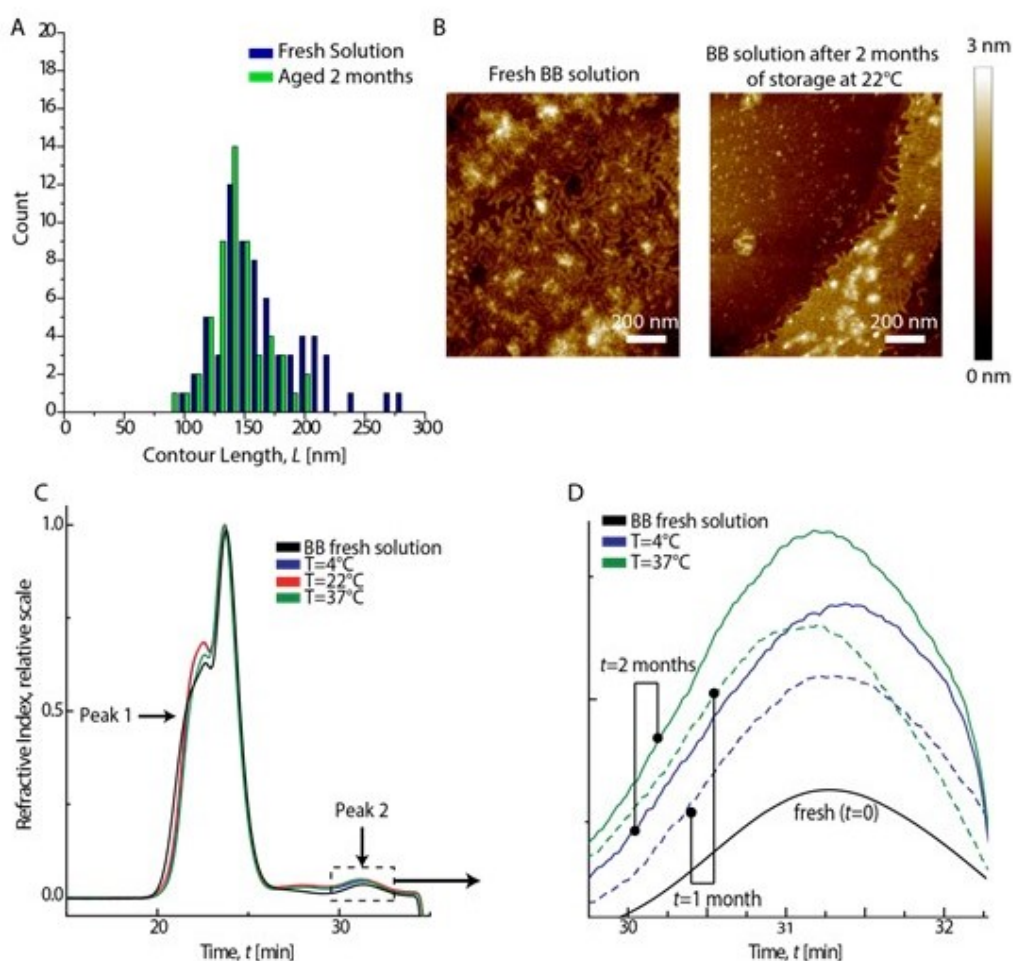 A
20
18
16
14
12
10
8
6
4
2
0
Count
Fresh Solution
Aged 2 months
0 50 100 150 200 250 300
Contour Length, L [nm]
B
Fresh BB solution
BB solution after 2 months
of storage at 22°C
200 nm
200 nm
3 nm
0 nm
C
1.0
0.5
0.0
Refractive Index, relative scale
BB fresh solution
T=4°C
T=22°C
T=37°C
Peak 1
Peak 2
20 30
Time, t [min]
D
BB fresh solution
T=4°C
T=37°C
t=2 months
fresh (t=0)
t=1 month
30 31 32
Time, t [min]